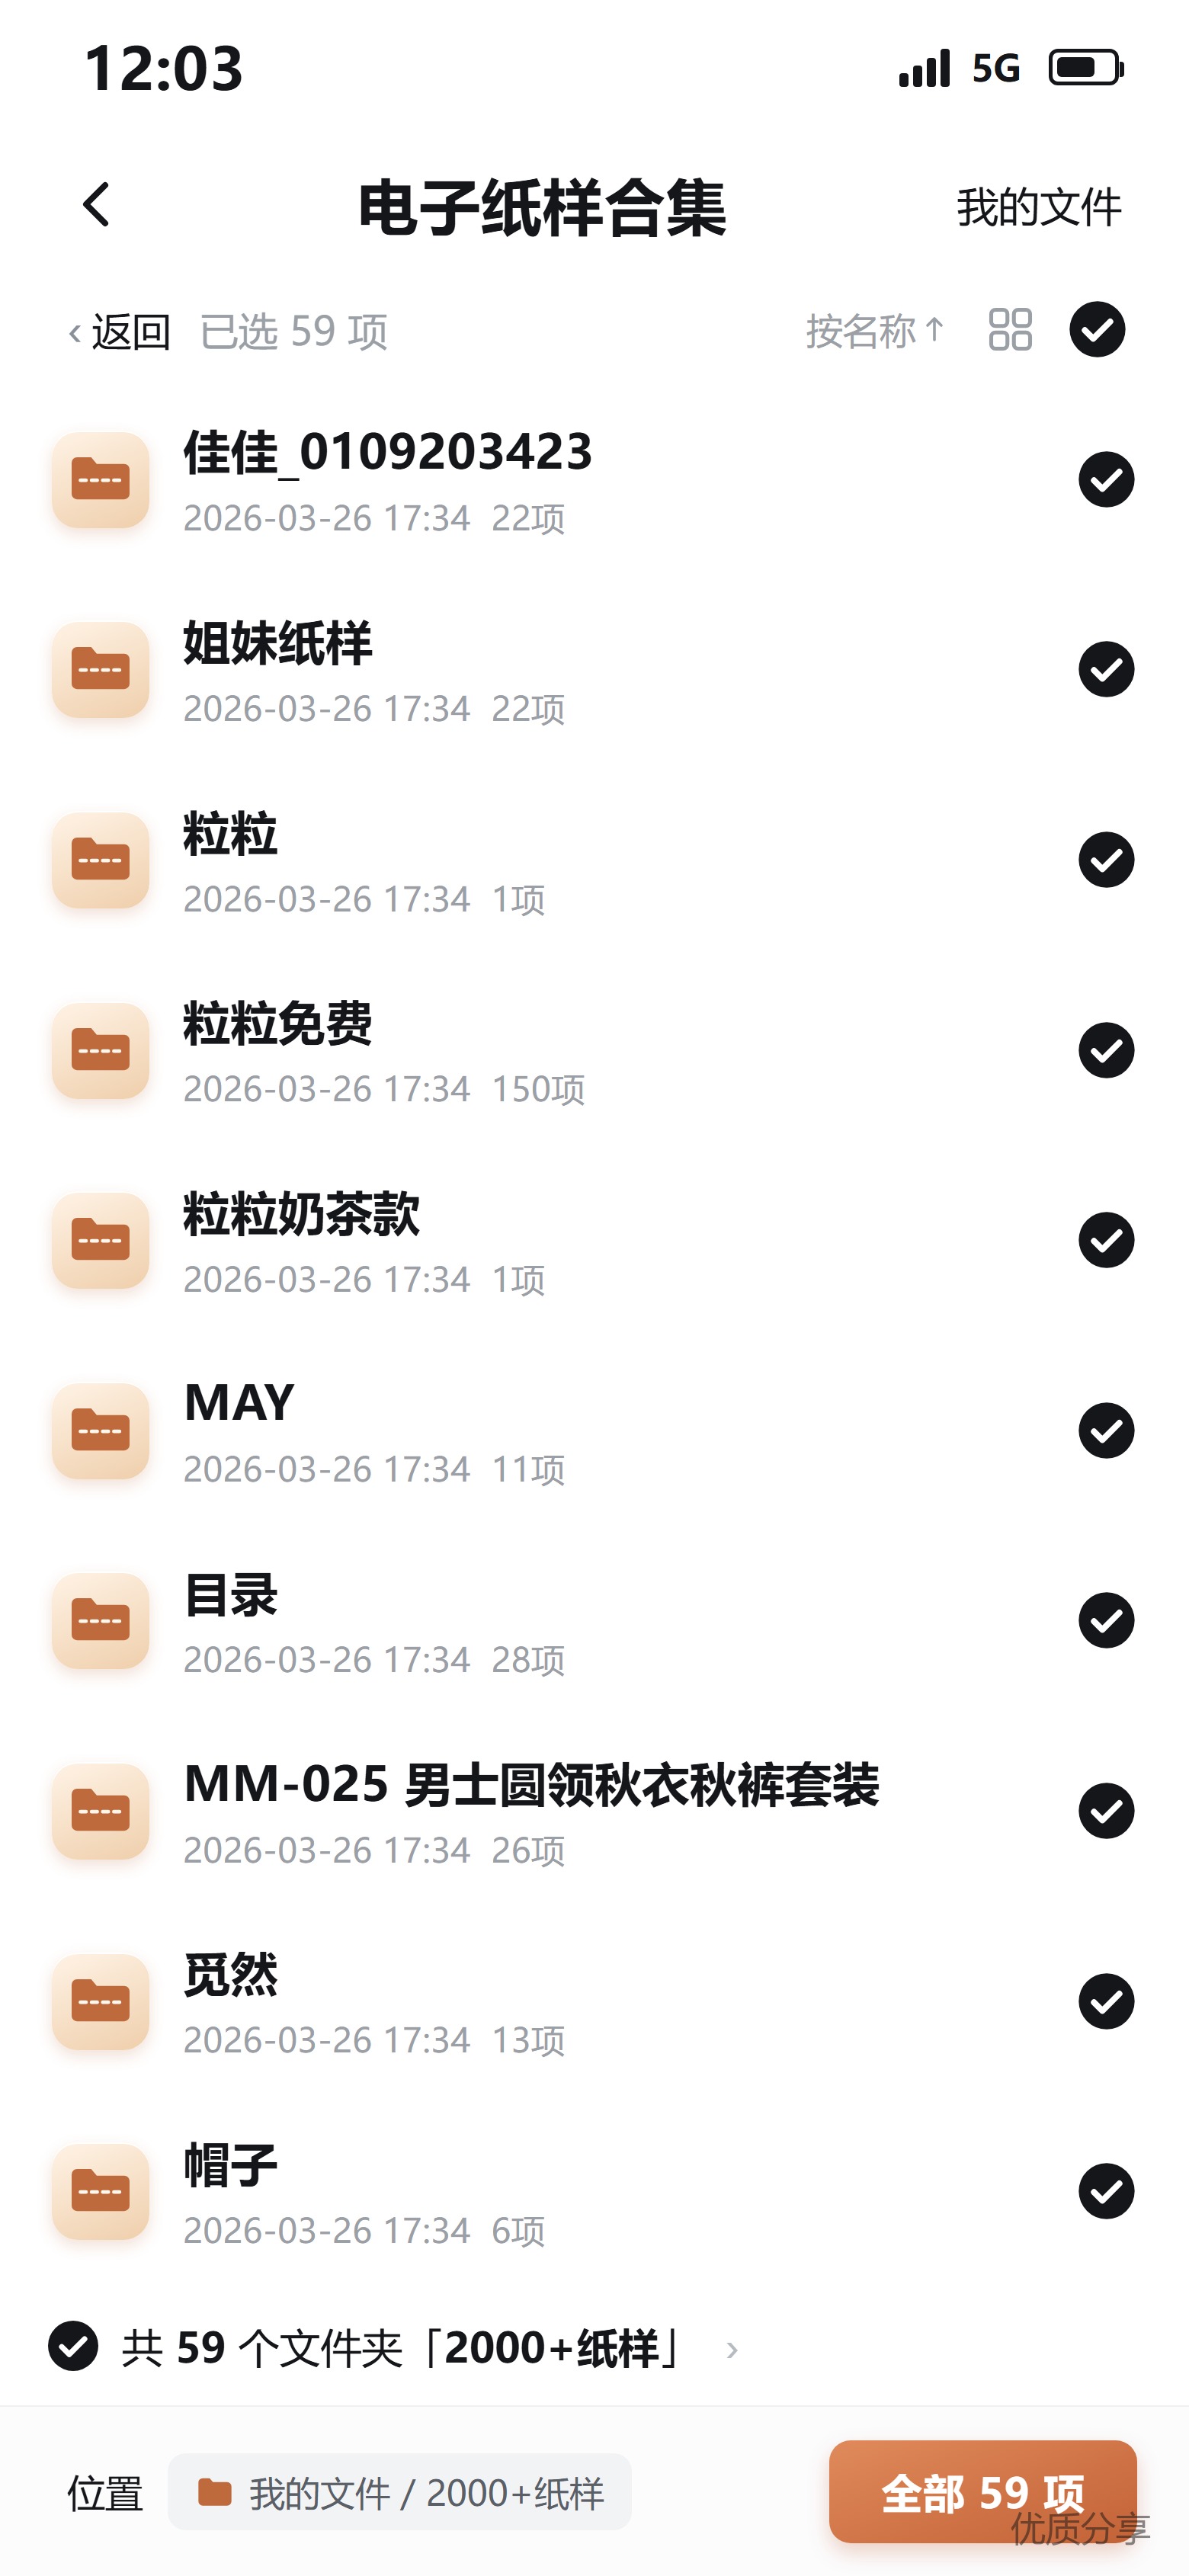 12:03 5G
电子纸样合集 我的文件
‹ 返回 已选 59 项 按名称↑
佳佳_0109203423
2026-03-26 17:34 22项
姐妹纸样
2026-03-26 17:34 22项
粒粒
2026-03-26 17:34 1项
粒粒免费
2026-03-26 17:34 150项
粒粒奶茶款
2026-03-26 17:34 1项
MAY
2026-03-26 17:34 11项
目录
2026-03-26 17:34 28项
MM-025 男士圆领秋衣秋裤套装
2026-03-26 17:34 26项
觅然
2026-03-26 17:34 13项
帽子
2026-03-26 17:34 6项
共 59 个文件夹「2000+纸样」 ›
位置 我的文件 / 2000+纸样 全部 59 项
优质分享